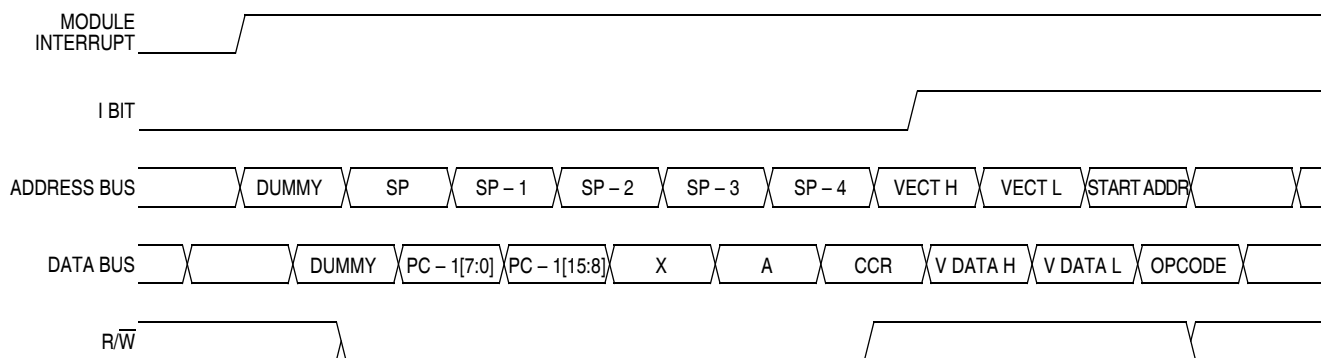 MODULE
INTERRUPT
I BIT
ADDRESS BUS DUMMY SP SP – 1 SP – 2 SP – 3 SP – 4 VECT H VECT L START ADDR
DATA BUS DUMMY PC – 1[7:0] PC – 1[15:8] X A CCR V DATA H V DATA L OPCODE
R/W̅